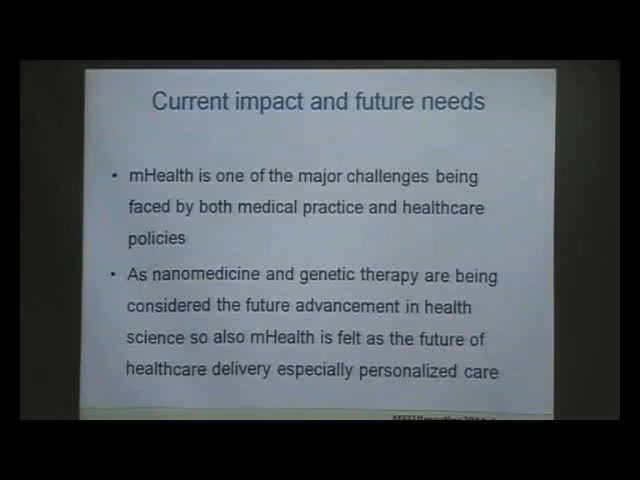 Current impact and future needs
• mHealth is one of the major challenges being
faced by both medical practice and healthcare
policies
• As nanomedicine and genetic therapy are being
considered the future advancement in health
science so also mHealth is felt as the future of
healthcare delivery especially personalized care